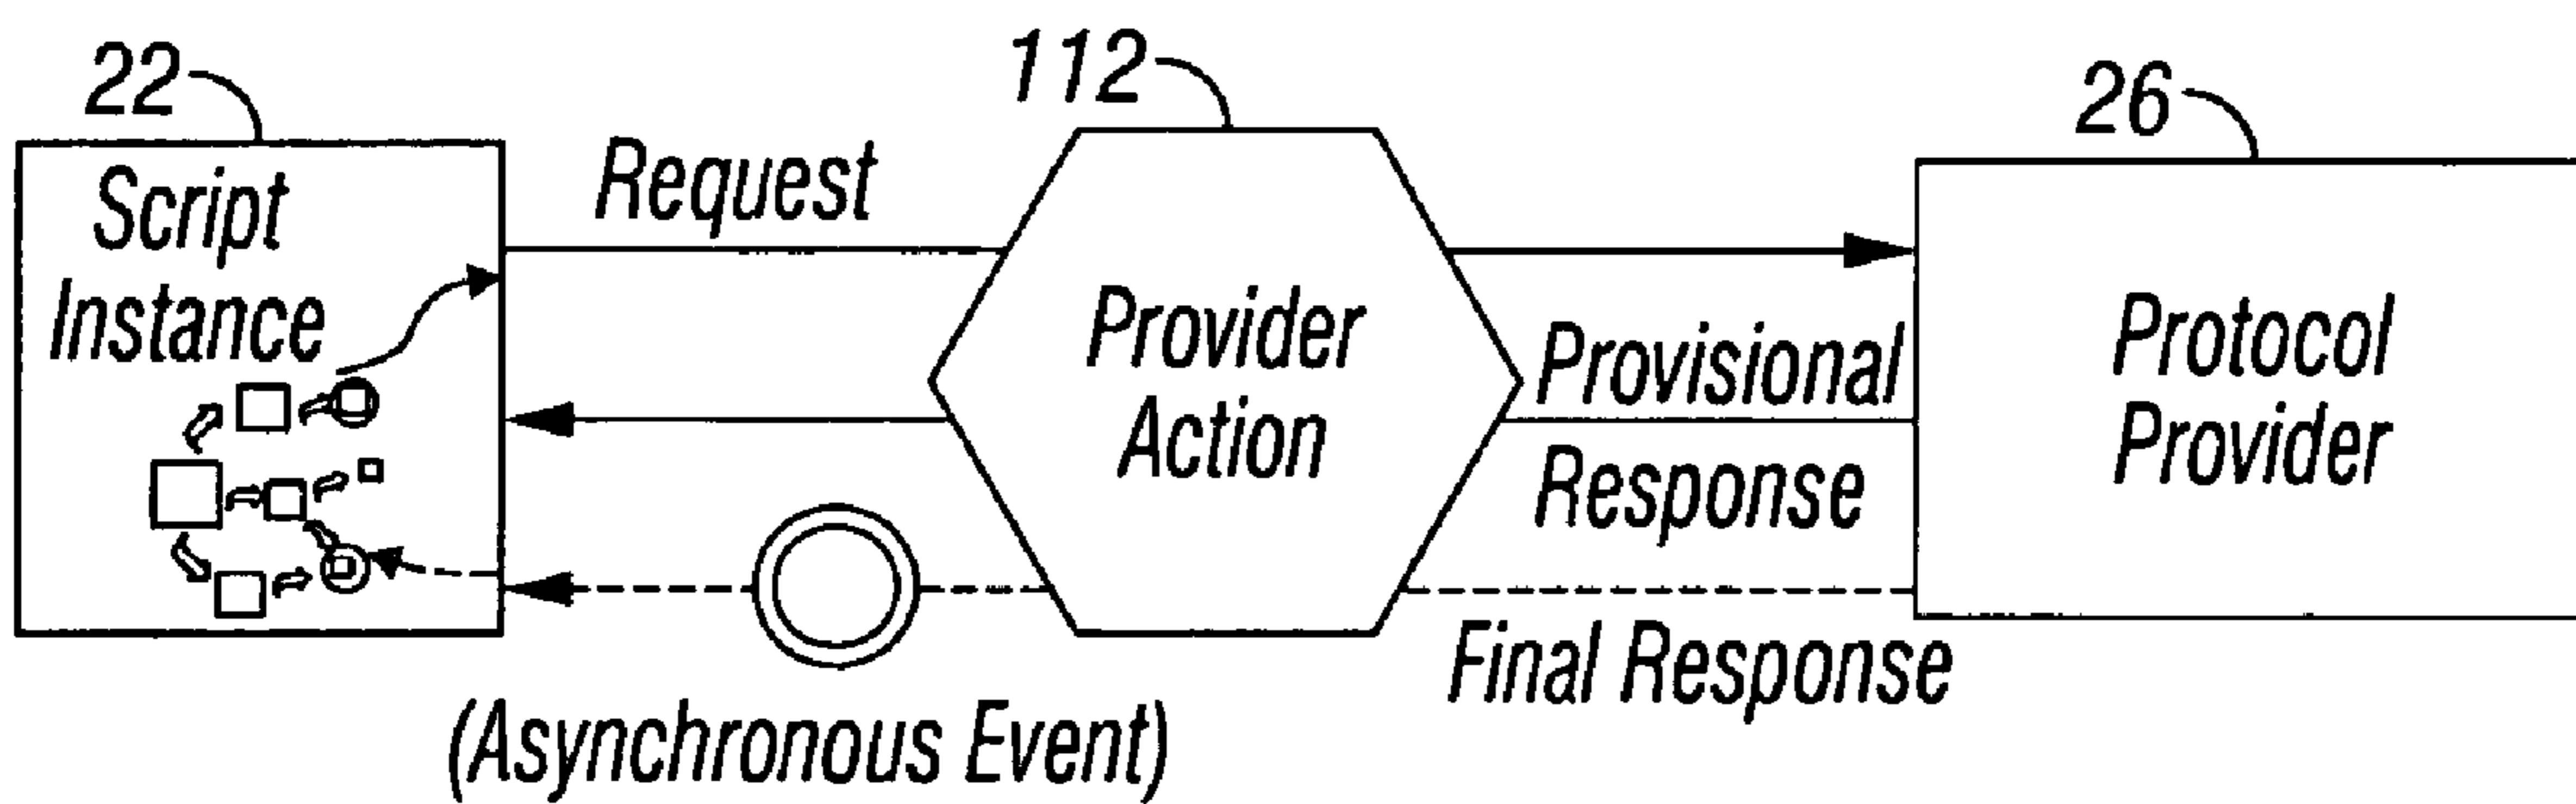 22
112
26
Script
Instance
Request
Provider
Action
Provisional
Response
Protocol
Provider
Final Response
(Asynchronous Event)